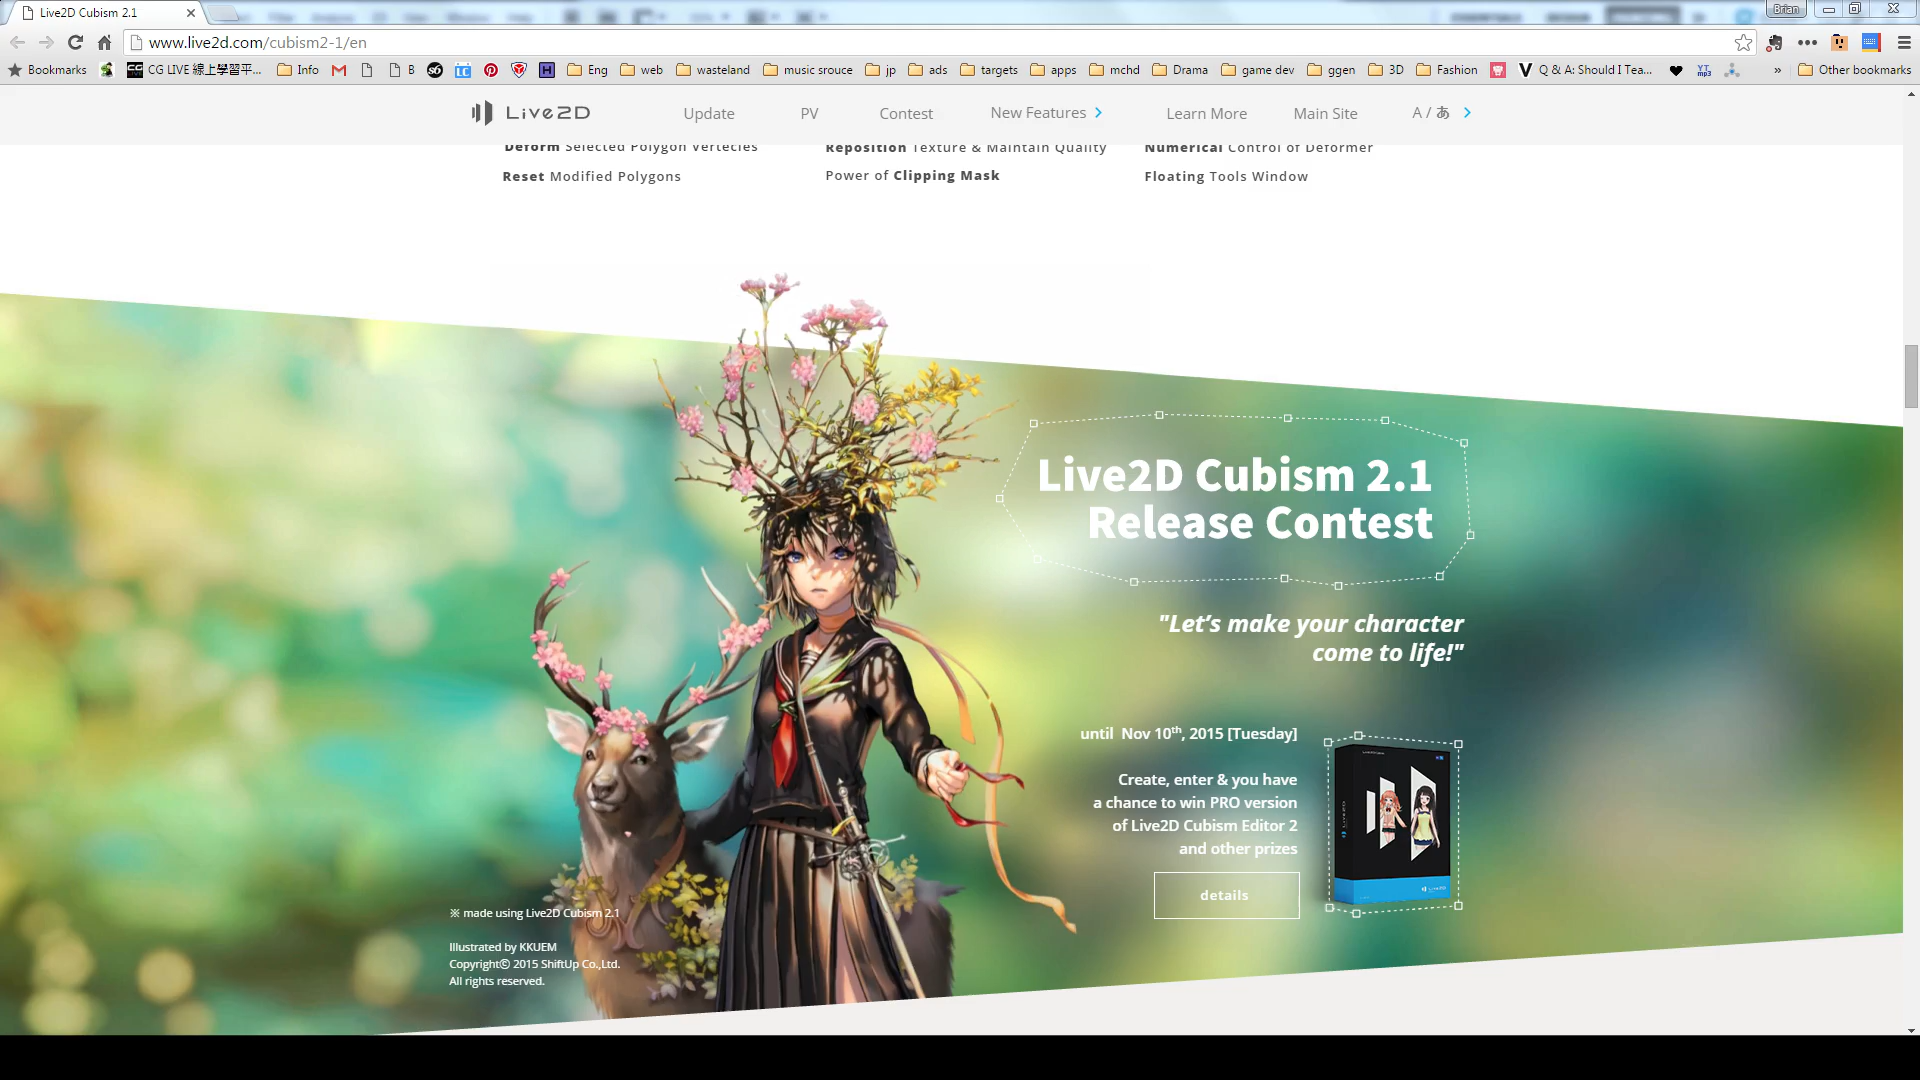 Live2D Cubism 2.1
Brian
www.live2d.com/cubism2-1/en
Bookmarks CG LIVE 線上學習平... Info B Eng web wasteland music srouce jp ads targets apps mchd Drama game dev ggen 3D Fashion Q & A: Should I Tea... YT mp3 » Other bookmarks
Live2D Update PV Contest New Features Learn More Main Site A / あ
Deform Selected Polygon Vertecies
Reset Modified Polygons
Reposition Texture & Maintain Quality
Power of Clipping Mask
Numerical Control of Deformer
Floating Tools Window
Live2D Cubism 2.1
Release Contest
"Let's make your character
come to life!"
until Nov 10th, 2015 [Tuesday]
Create, enter & you have
a chance to win PRO version
of Live2D Cubism Editor 2
and other prizes
details
※ made using Live2D Cubism 2.1
Illustrated by KKUEM
Copyright© 2015 ShiftUp Co.,Ltd.
All rights reserved.